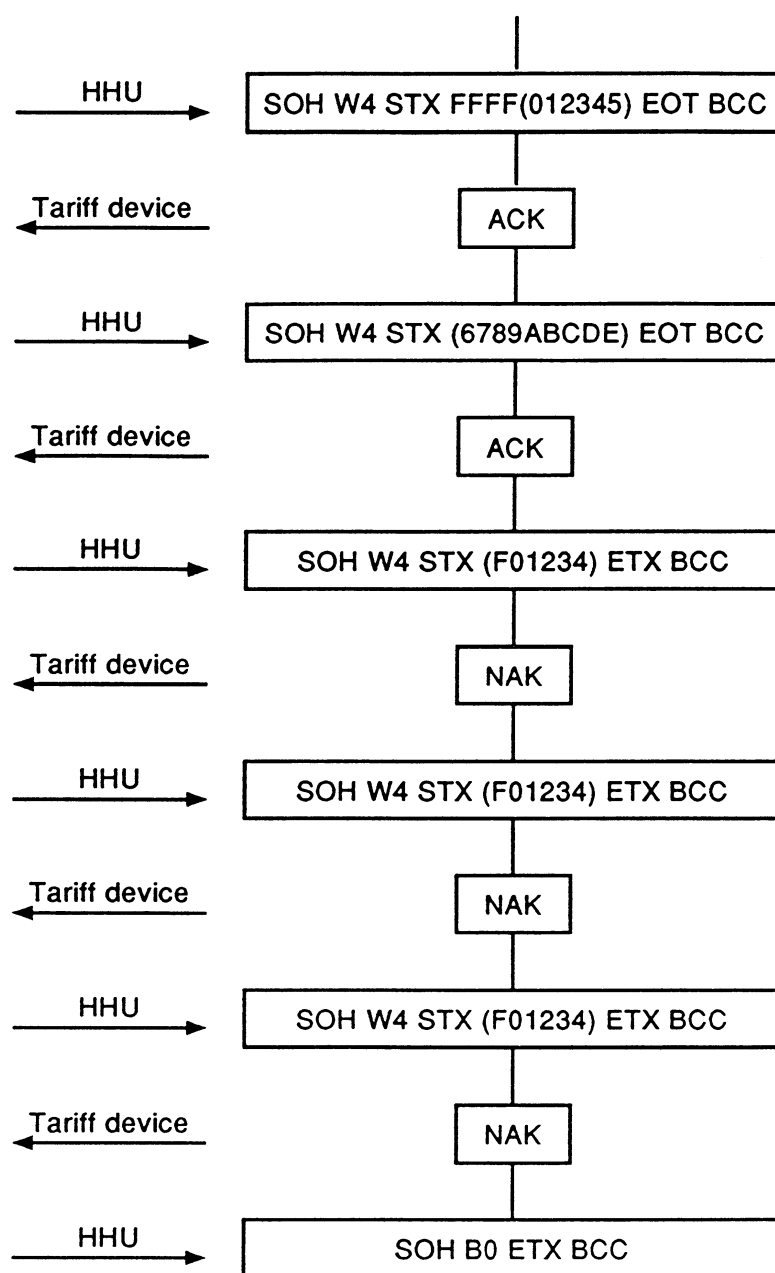 HHU
SOH W4 STX FFFF(012345) EOT BCC
Tariff device
ACK
HHU
SOH W4 STX (6789ABCDE) EOT BCC
Tariff device
ACK
HHU
SOH W4 STX (F01234) ETX BCC
Tariff device
NAK
HHU
SOH W4 STX (F01234) ETX BCC
Tariff device
NAK
HHU
SOH W4 STX (F01234) ETX BCC
Tariff device
NAK
HHU
SOH B0 ETX BCC